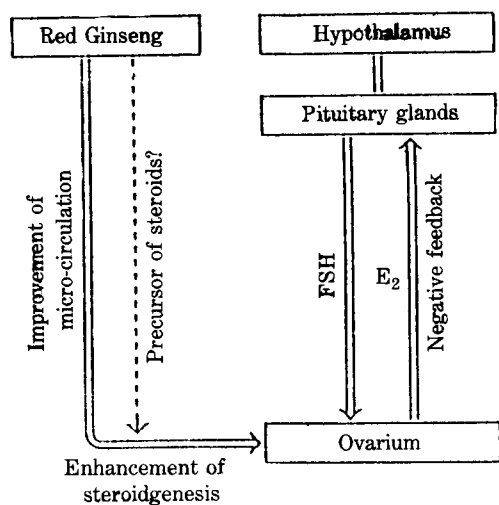 Red Ginseng
Hypothalamus
Pituitary glands
Improvement of
micro-circulation
Precursor of steroids?
FSH
E₂
Negative feedback
Ovarium
Enhancement of
steroidgenesis